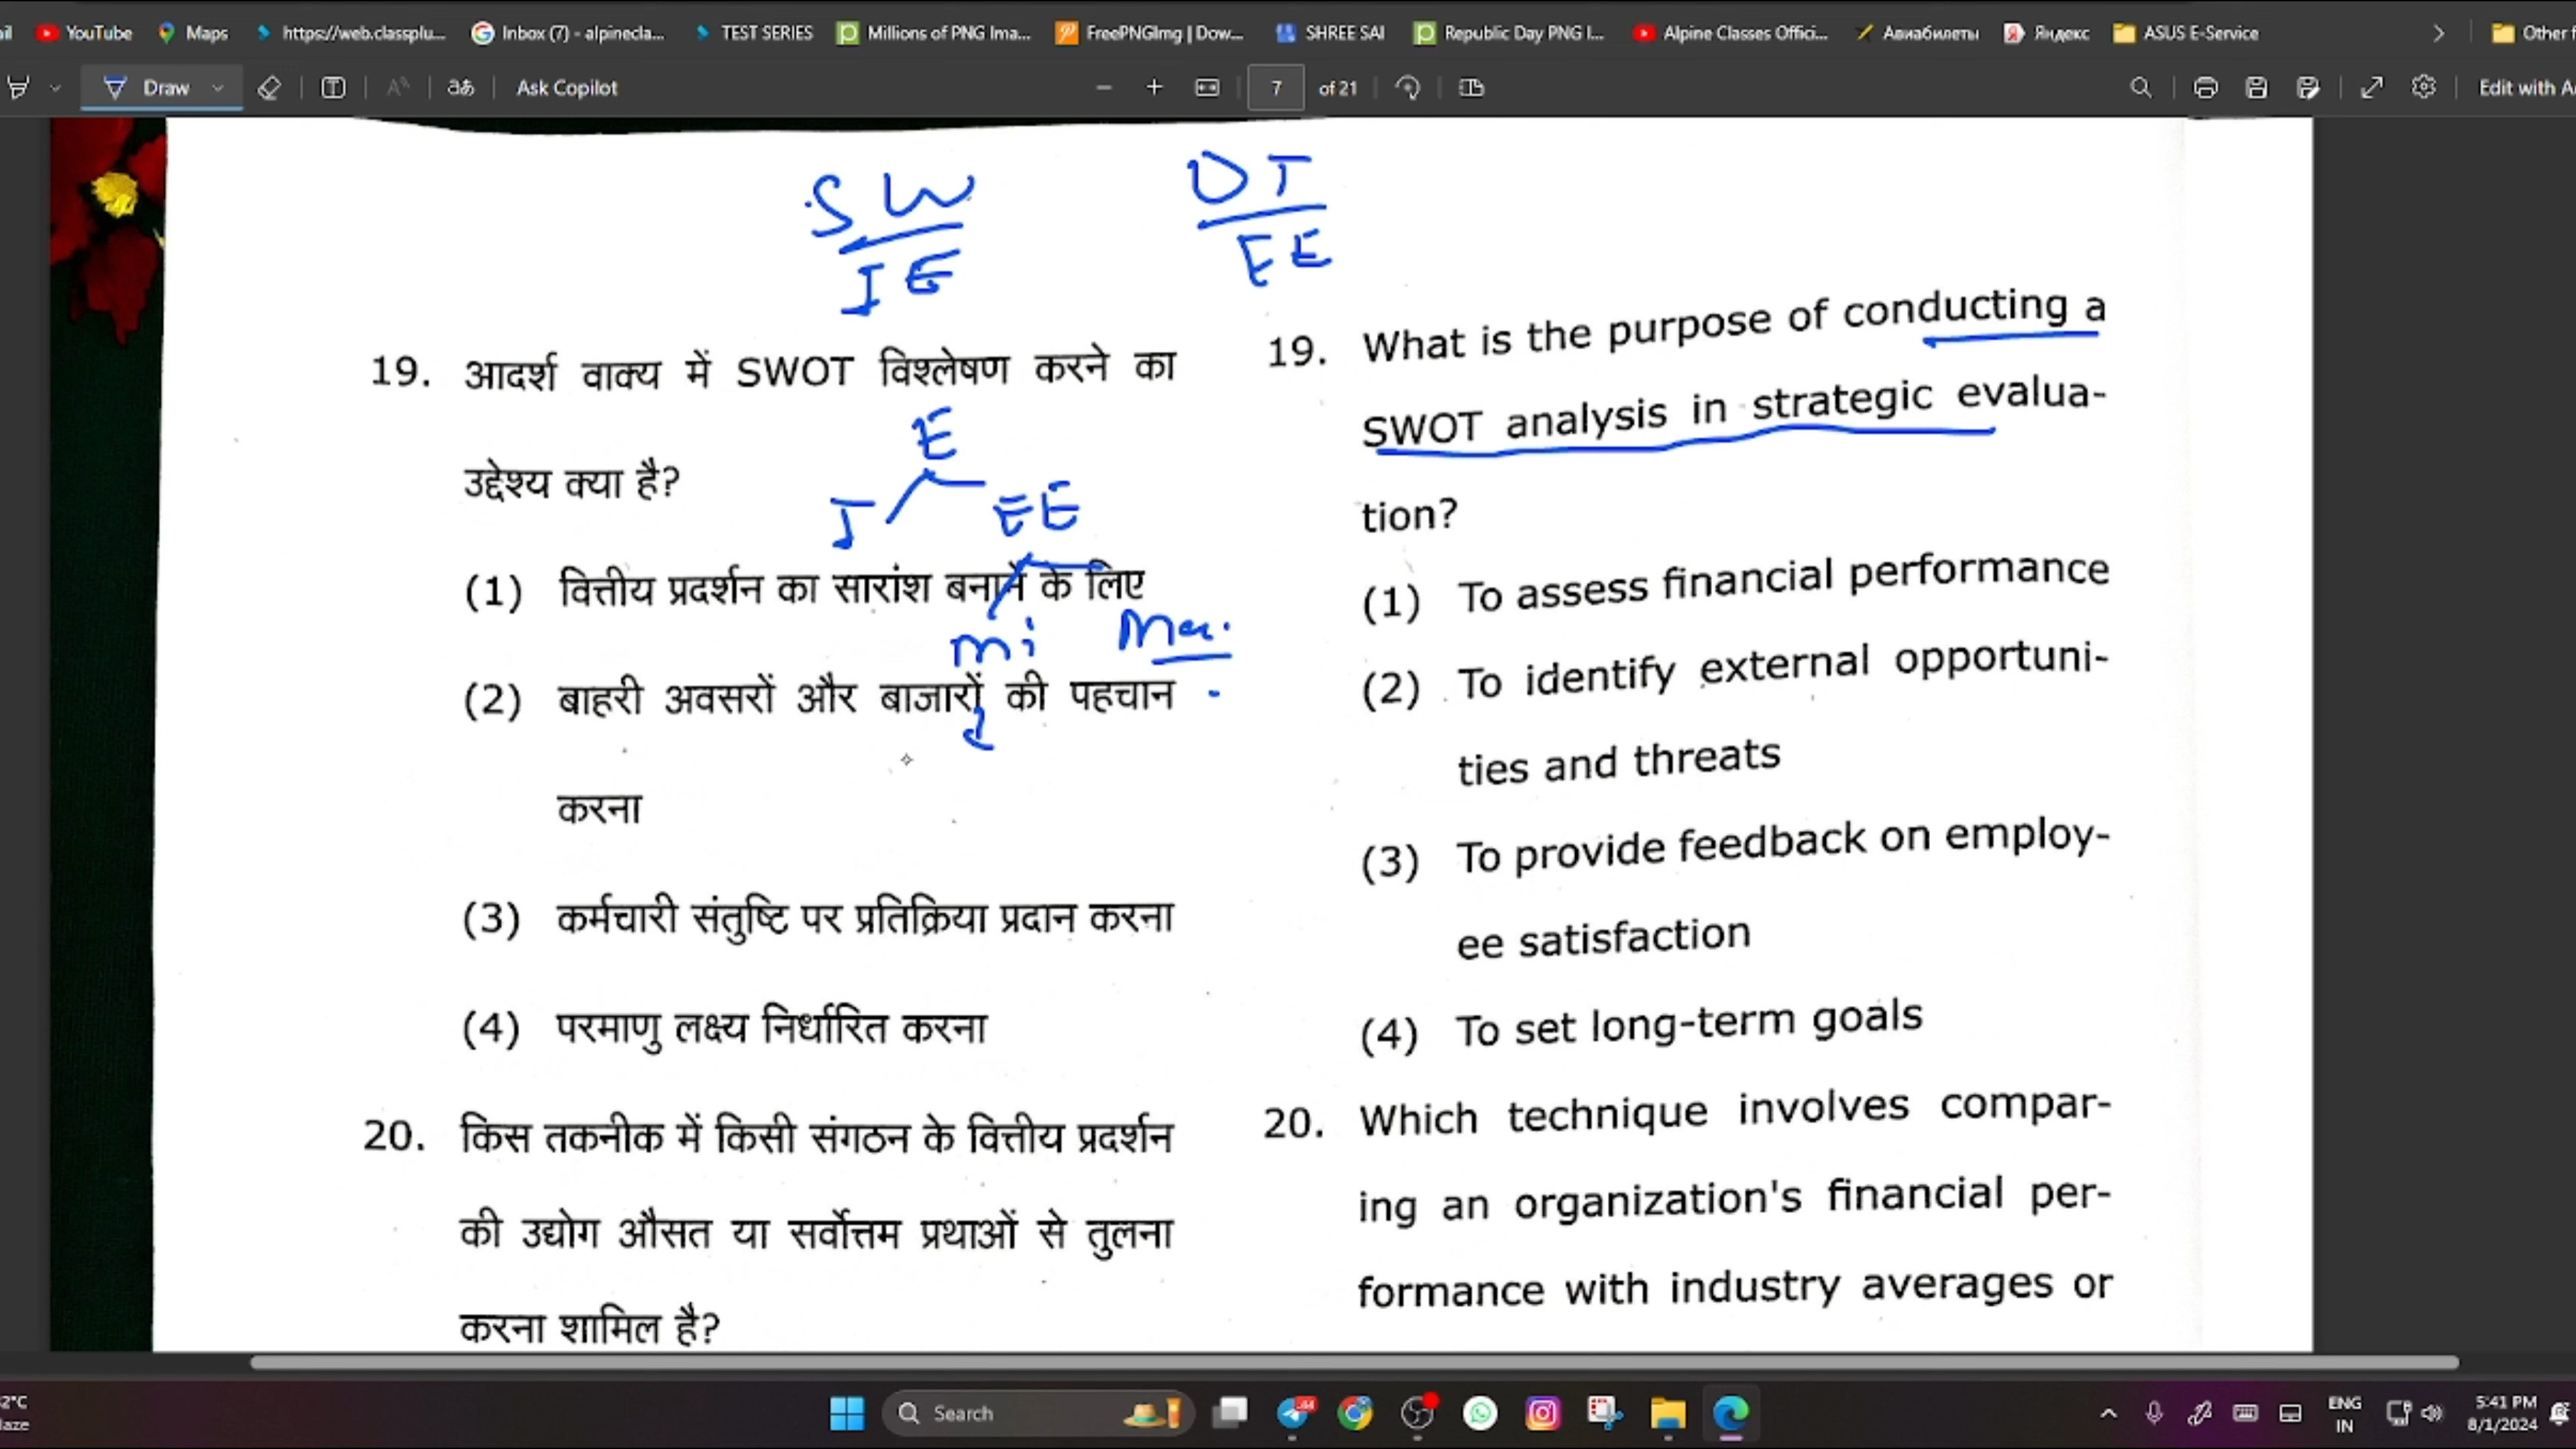 YouTube Maps https://web.classplu... Inbox (7) - alpinecla... TEST SERIES Millions of PNG Ima... FreePNGImg | Dow... SHREE SAI Republic Day PNG I... Alpine Classes Offici... Авиабилеты Яндекс ASUS E-Service
Draw Ask Copilot 7 of 21 Edit with A
S W
I E
O T
E E
19. आदर्श वाक्य में SWOT विश्लेषण करने का
उद्देश्य क्या है?
E
I E E
(1) वित्तीय प्रदर्शन का सारांश बनाने के लिए
mi
(2) बाहरी अवसरों और बाजारों की पहचान
करना
(3) कर्मचारी संतुष्टि पर प्रतिक्रिया प्रदान करना
(4) परमाणु लक्ष्य निर्धारित करना
20. किस तकनीक में किसी संगठन के वित्तीय प्रदर्शन
की उद्योग औसत या सर्वोत्तम प्रथाओं से तुलना
करना शामिल है?
19. What is the purpose of conducting a
SWOT analysis in strategic evalua-
tion?
(1) To assess financial performance
(2) To identify external opportuni-
ties and threats
(3) To provide feedback on employ-
ee satisfaction
(4) To set long-term goals
20. Which technique involves compar-
ing an organization's financial per-
formance with industry averages or
Search
ENG
IN
5:41 PM
8/1/2024